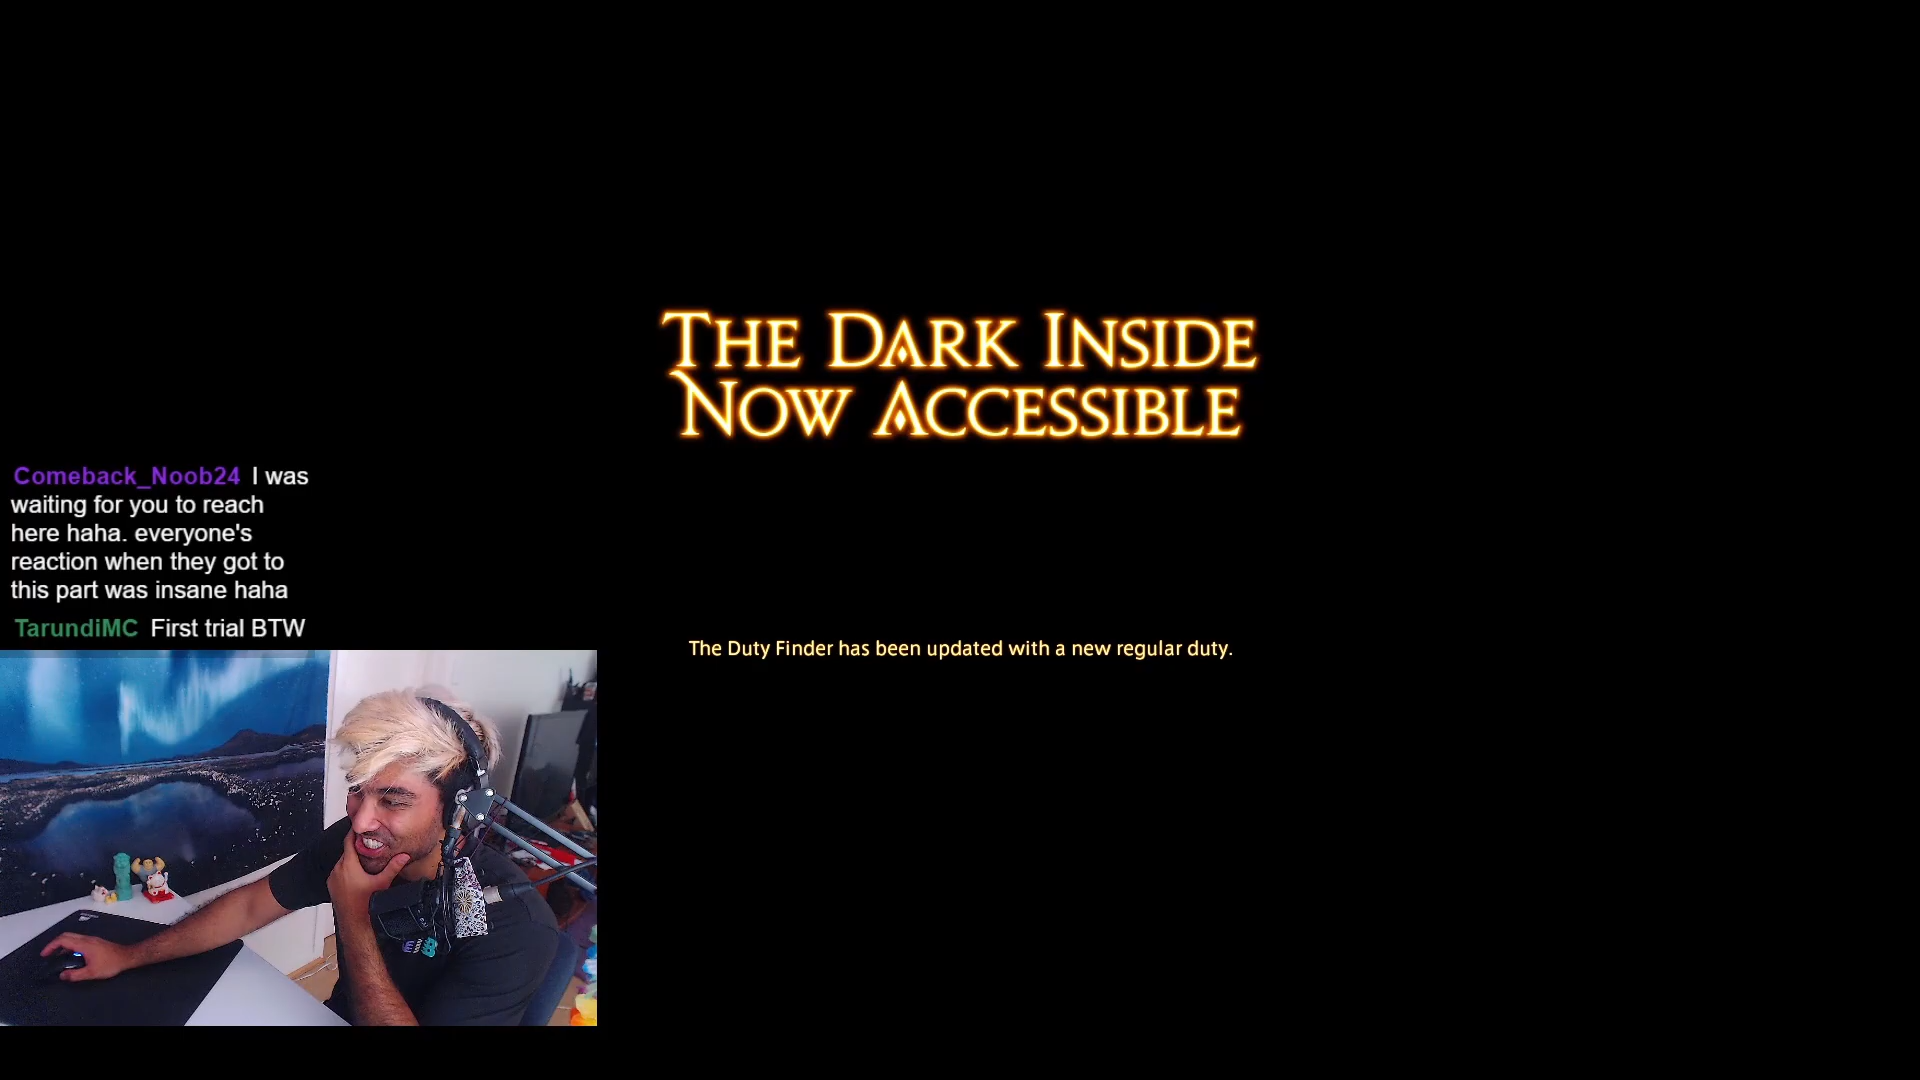 The Dark Inside
Now Accessible
Comeback_Noob24 I was
waiting for you to reach
here haha. everyone's
reaction when they got to
this part was insane haha
TarundiMC First trial BTW
The Duty Finder has been updated with a new regular duty.